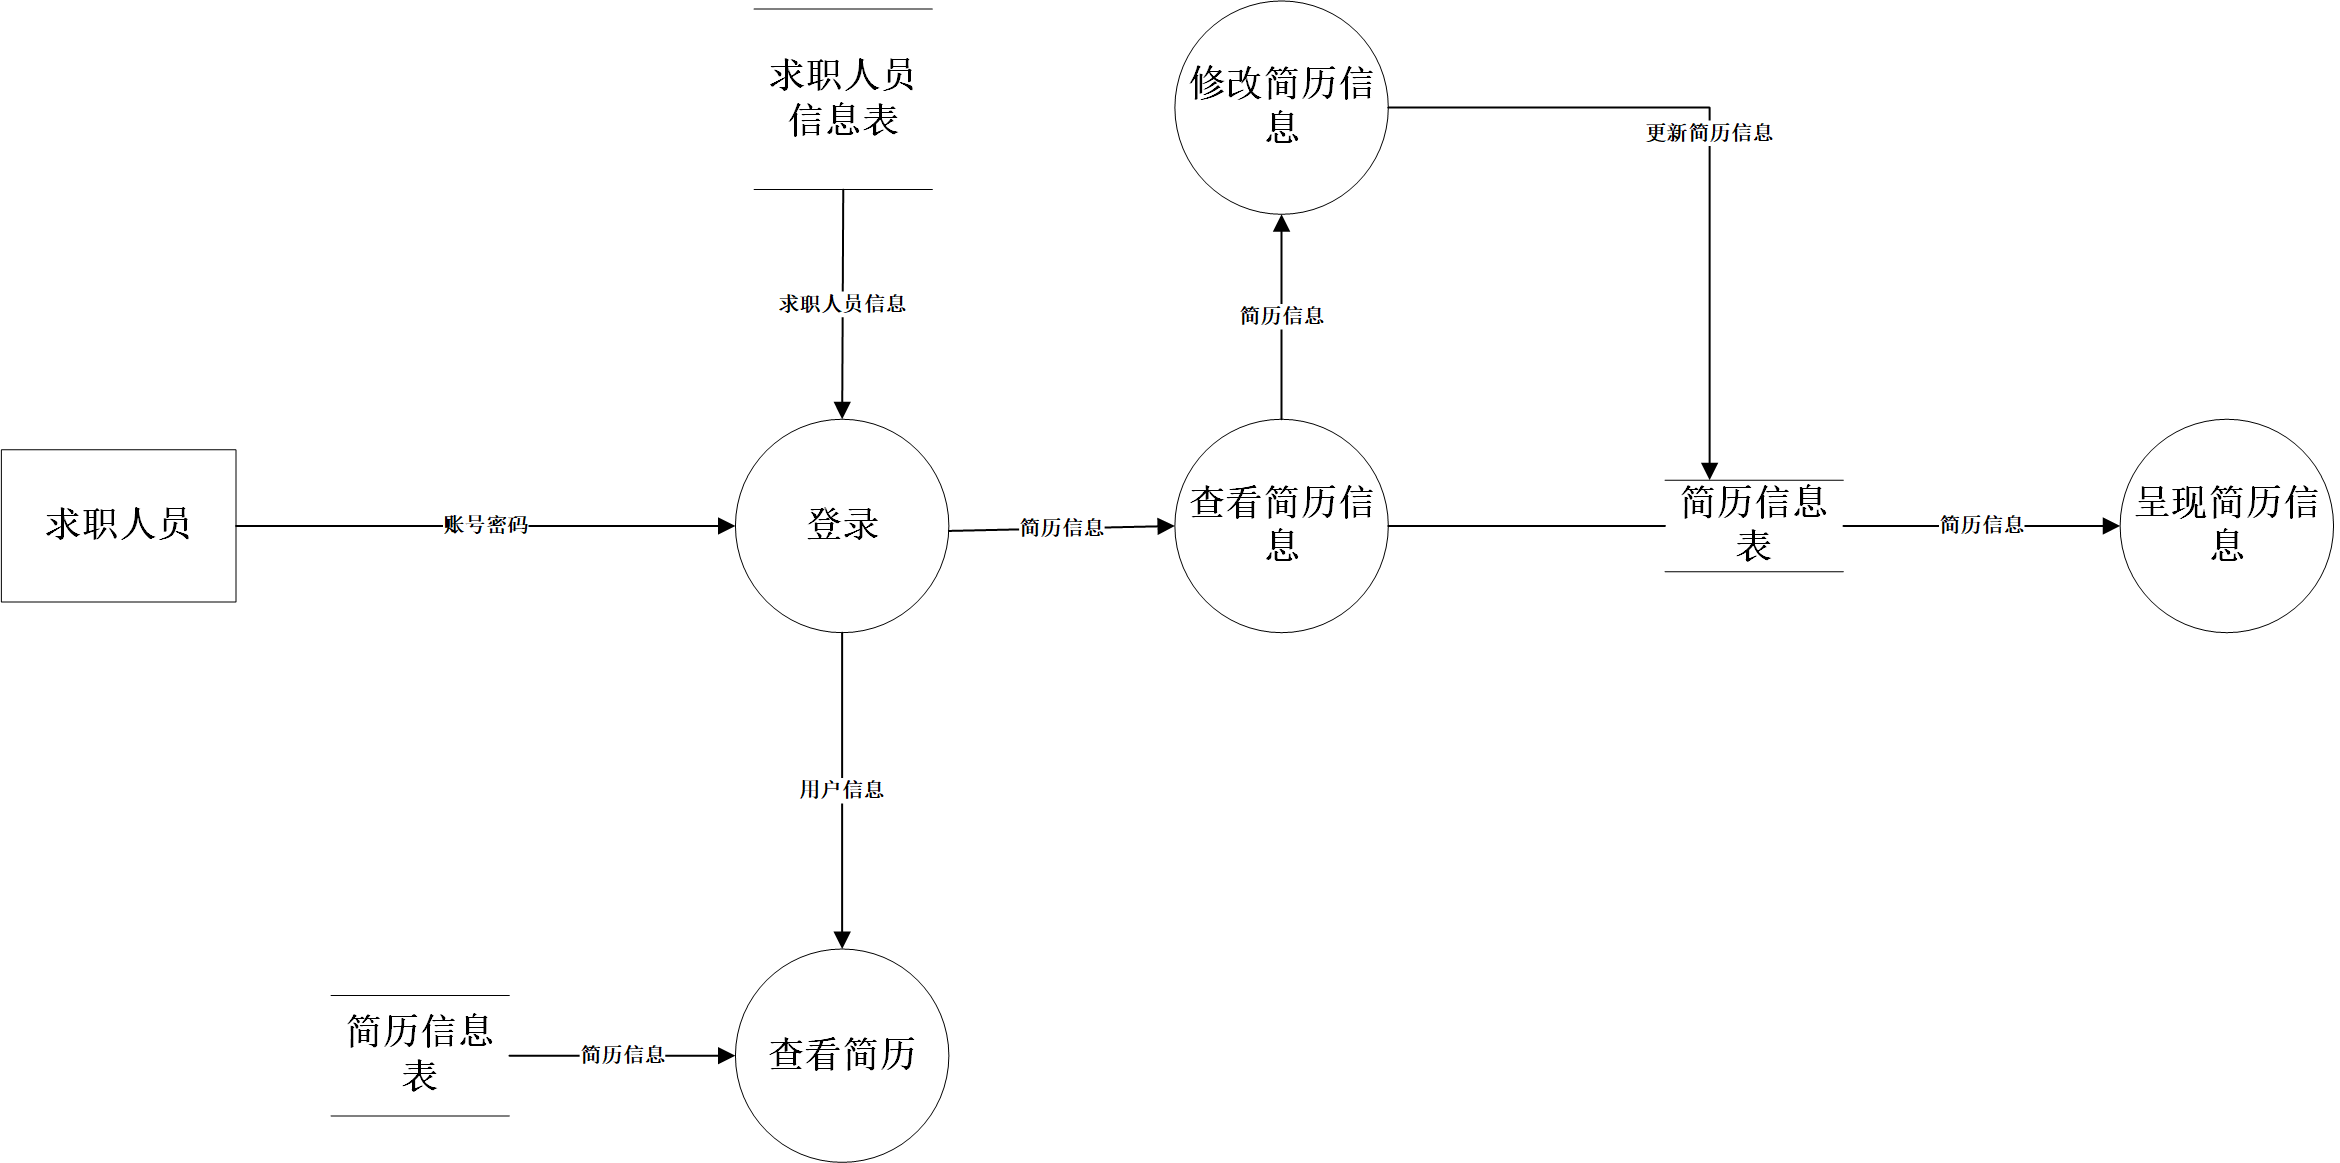 求职人员
信息表
修改简历信
息
更新简历信息
求职人员信息
简历信息
求职人员
账号密码
登录
简历信息
查看简历信
息
简历信息
表
简历信息
呈现简历信
息
用户信息
简历信息
表
简历信息
查看简历